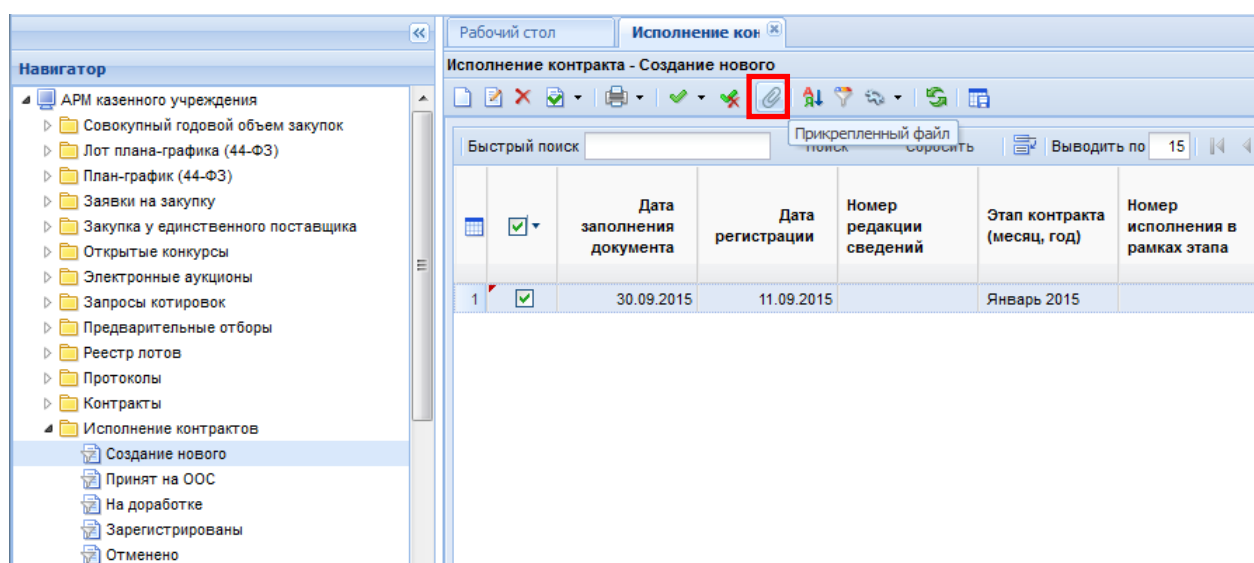 Рабочий стол
Исполнение кон
Навигатор
Исполнение контракта - Создание нового
АРМ казенного учреждения
Совокупный годовой объем закупок
Лот плана-графика (44-ФЗ)
План-график (44-ФЗ)
Заявки на закупку
Закупка у единственного поставщика
Открытые конкурсы
Электронные аукционы
Запросы котировок
Предварительные отборы
Реестр лотов
Протоколы
Контракты
Исполнение контрактов
Создание нового
Принят на ООС
На доработке
Зарегистрированы
Отменено
Прикрепленный файл
Быстрый поиск Поиск Сбросить Выводить по 15
Дата заполнения документа
Дата регистрации
Номер редакции сведений
Этап контракта (месяц, год)
Номер исполнения в рамках этапа
1 30.09.2015 11.09.2015 Январь 2015